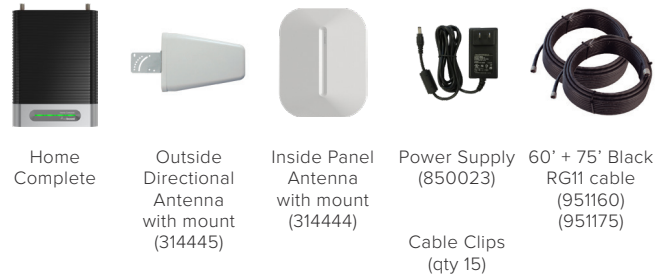 Home
Complete
Outside
Directional
Antenna
with mount
(314445)
Inside Panel
Antenna
with mount
(314444)
Power Supply
(850023)
Cable Clips
(qty 15)
60' + 75' Black
RG11 cable
(951160)
(951175)